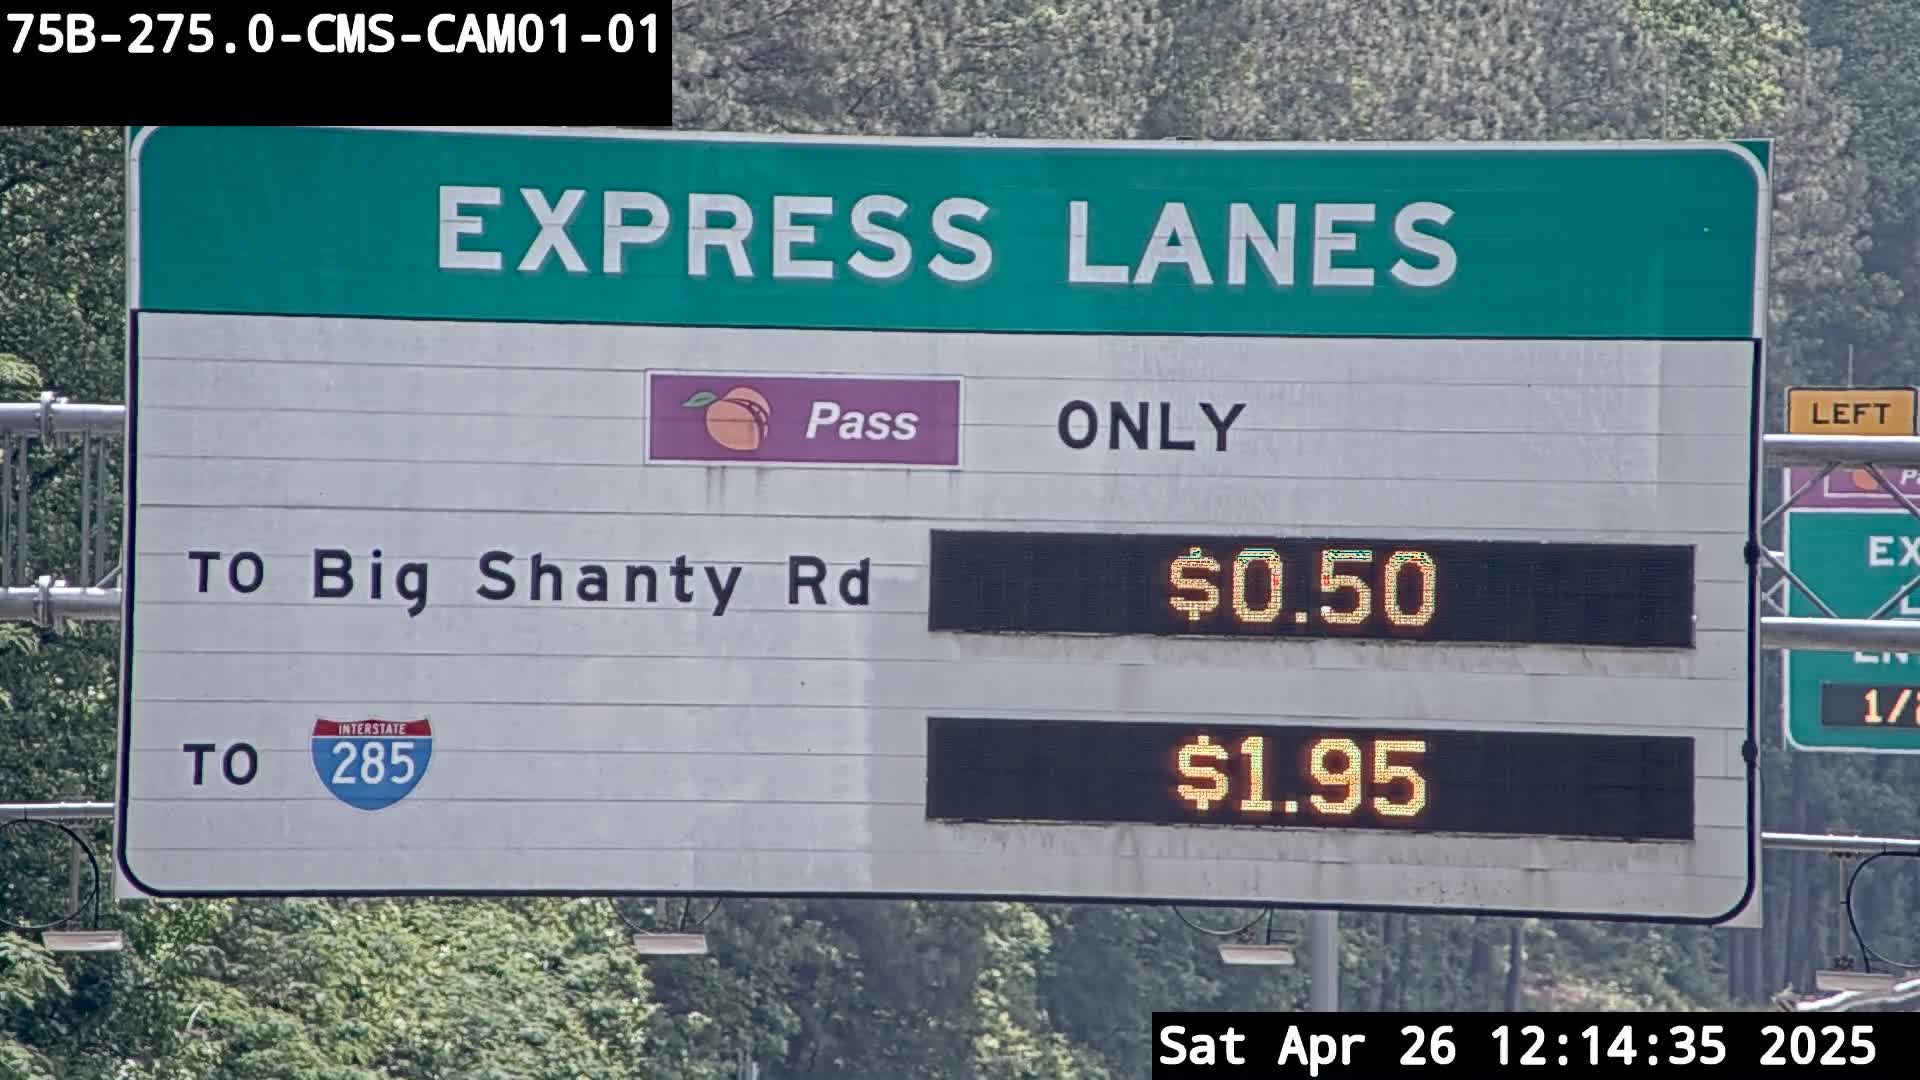 75B-275.0-CMS-CAM01-01
EXPRESS LANES
Pass ONLY
TO Big Shanty Rd $0.50
TO INTERSTATE 285 $1.95
LEFT
Sat Apr 26 12:14:35 2025